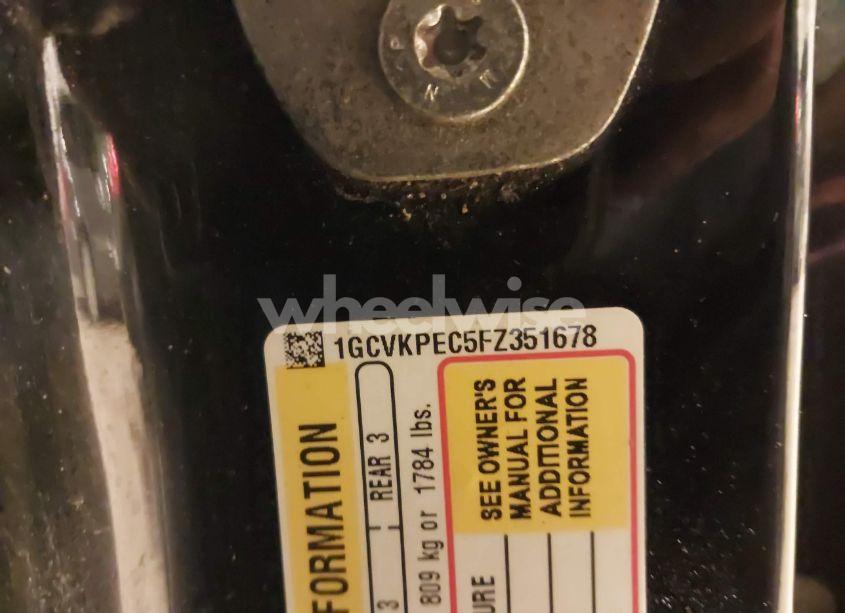 wheelwise
1GCVKPEC5FZ351678
FORMATION
REAR 3
3
809 kg or 1784 lbs.
SEE OWNER'S
MANUAL FOR
ADDITIONAL
INFORMATION
URE